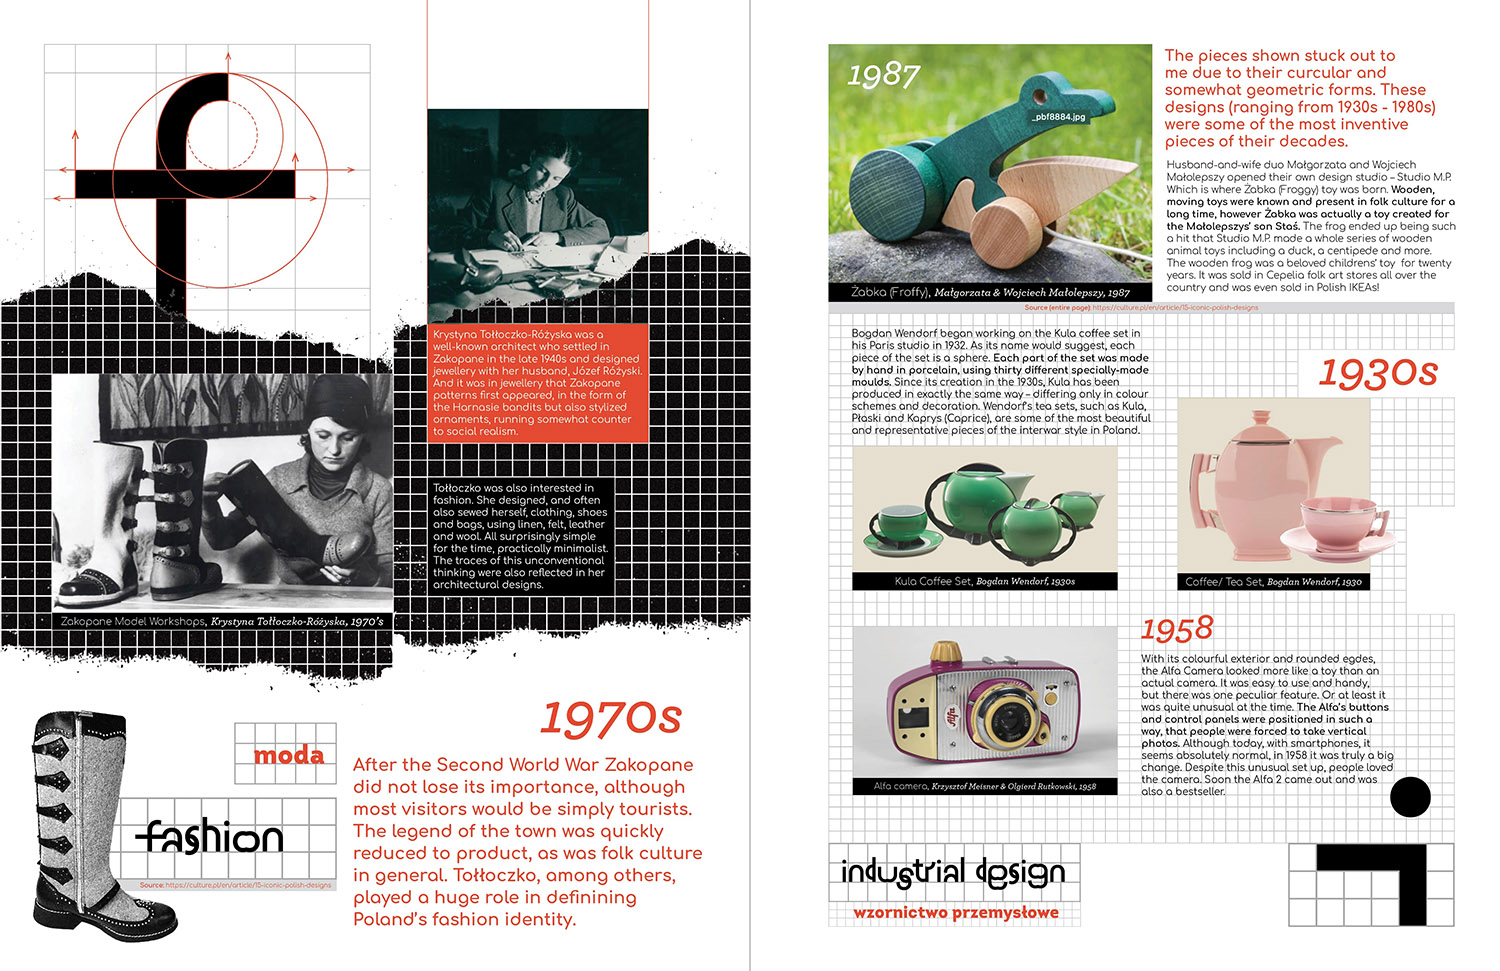 Krystyna Tołłoczko-Różyska was a
well-known architect who settled in
Zakopane in the late 1940s and designed
jewellery with her husband, Józef Różyski.
And it was in jewellery that Zakopane
patterns first appeared, in the form of
the Harnasie bandits but also stylized
ornaments, running somewhat counter
to social realism.
Tołłoczko was also interested in
fashion. She designed, and often
also sewed herself, clothing, shoes
and bags, using linen, felt, leather
and wool. All surprisingly simple
for the time, practically minimalist.
The traces of this unconventional
thinking were also reflected in her
architectural designs.
Zakopane Model Workshops, Krystyna Tołłoczko-Różyska, 1970's
1970s
moda
fashion
Source: https://culture.pl/en/article/15-iconic-polish-designs
After the Second World War Zakopane
did not lose its importance, although
most visitors would be simply tourists.
The legend of the town was quickly
reduced to product, as was folk culture
in general. Tołłoczko, among others,
played a huge role in definining
Poland's fashion identity.
1987
_pbf8884.jpg
Żabka (Froffy), Małgorzata & Wojciech Małolepszy, 1987
The pieces shown stuck out to
me due to their curcular and
somewhat geometric forms. These
designs (ranging from 1930s - 1980s)
were some of the most inventive
pieces of their decades.
Husband-and-wife duo Małgorzata and Wojciech
Małolepszy opened their own design studio – Studio M.P.
Which is where Żabka (Froggy) toy was born. Wooden,
moving toys were known and present in folk culture for a
long time, however Żabka was actually a toy created for
the Małolepszys' son Staś. The frog ended up being such
a hit that Studio M.P. made a whole series of wooden
animal toys including a duck, a centipede and more.
The wooden frog was a beloved childrens' toy for twenty
years. It was sold in Cepelia folk art stores all over the
country and was even sold in Polish IKEAs!
Source (entire page): https://culture.pl/en/article/15-iconic-polish-designs
Bogdan Wendorf began working on the Kula coffee set in
his Paris studio in 1932. As its name would suggest, each
piece of the set is a sphere. Each part of the set was made
by hand in porcelain, using thirty different specially-made
moulds. Since its creation in the 1930s, Kula has been
produced in exactly the same way – differing only in colour
schemes and decoration. Wendorf's tea sets, such as Kula,
Płaski and Kaprys (Caprice), are some of the most beautiful
and representative pieces of the interwar style in Poland.
1930s
Kula Coffee Set, Bogdan Wendorf, 1930s
Coffee/ Tea Set, Bogdan Wendorf, 1930
1958
With its colourful exterior and rounded egdes,
the Alfa Camera looked more like a toy than an
actual camera. It was easy to use and handy,
but there was one peculiar feature. Or at least it
was quite unusual at the time. The Alfa's buttons
and control panels were positioned in such a
way, that people were forced to take vertical
photos. Although today, with smartphones, it
seems absolutely normal, in 1958 it was truly a big
change. Despite this unusual set up, people loved
the camera. Soon the Alfa 2 came out and was
also a bestseller.
Alfa
Alfa camera, Krzysztof Meisner & Olgierd Rutkowski, 1958
industrial design
wzornictwo przemysłowe